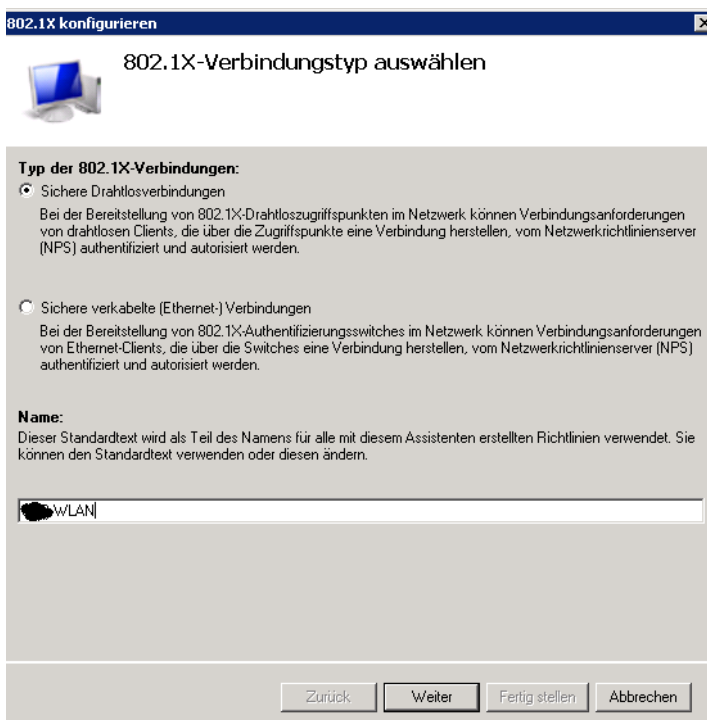 802.1X konfigurieren
802.1X-Verbindungstyp auswählen
Typ der 802.1X-Verbindungen:
Sichere Drahtlosverbindungen
Bei der Bereitstellung von 802.1X-Drahtloszugriffspunkten im Netzwerk können Verbindungsanforderungen
von drahtlosen Clients, die über die Zugriffspunkte eine Verbindung herstellen, vom Netzwerkrichtlinienserver
(NPS) authentifiziert und autorisiert werden.
Sichere verkabelte (Ethernet-) Verbindungen
Bei der Bereitstellung von 802.1X-Authentifizierungsswitches im Netzwerk können Verbindungsanforderungen
von Ethernet-Clients, die über die Switches eine Verbindung herstellen, vom Netzwerkrichtlinienserver (NPS)
authentifiziert und autorisiert werden.
Name:
Dieser Standardtext wird als Teil des Namens für alle mit diesem Assistenten erstellten Richtlinien verwendet. Sie
können den Standardtext verwenden oder diesen ändern.
WLAN
Zurück Weiter Fertig stellen Abbrechen